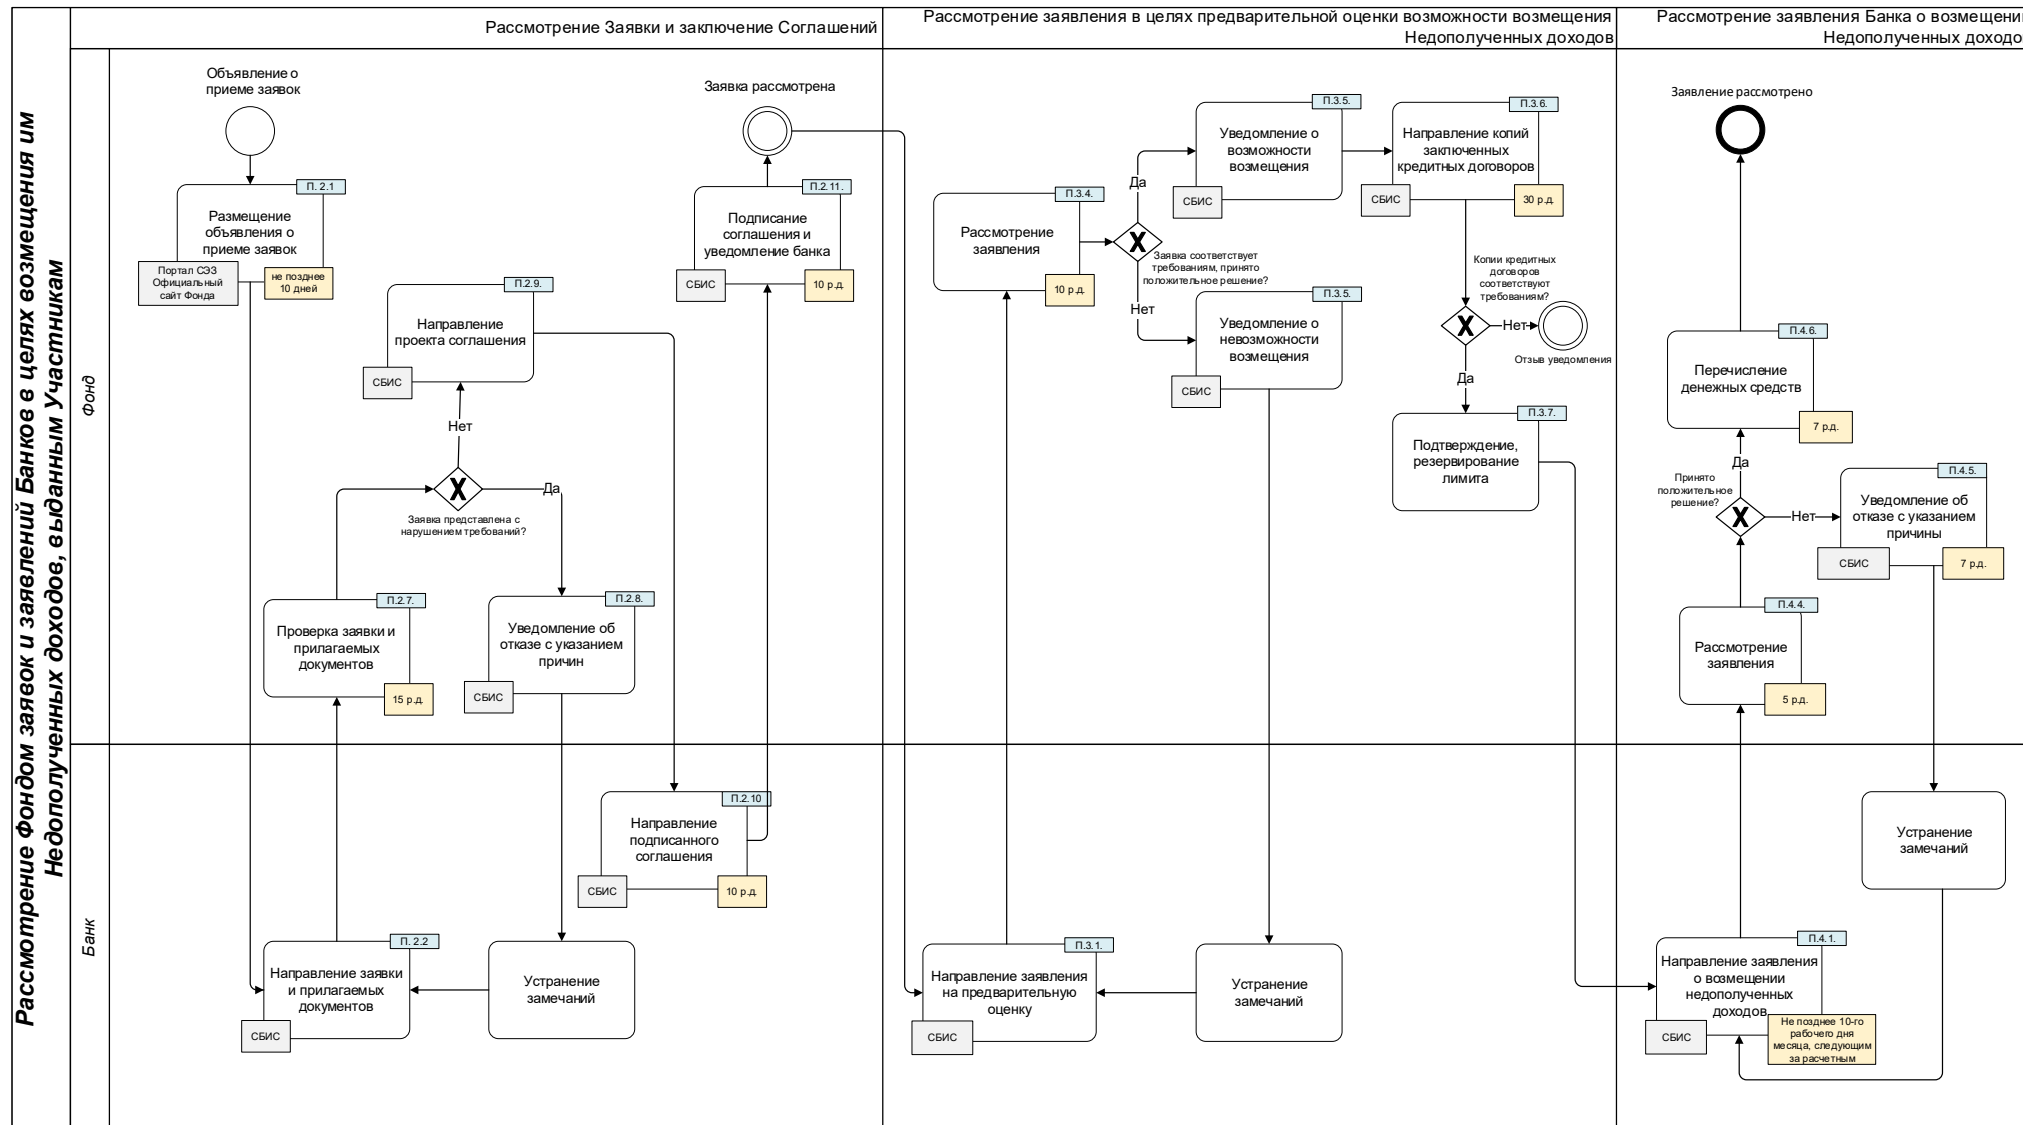 Рассмотрение Фондом заявок и заявлений Банков в целях возмещения им
Недополученных доходов, выданным Участникам
Рассмотрение Заявки и заключение Соглашений
Рассмотрение заявления в целях предварительной оценки возможности возмещения
Недополученных доходов
Рассмотрение заявления Банка о возмещени
Недополученных доходо
Фонд
Объявление о
приеме заявок
П. 2.1
Размещение
объявления о
приеме заявок
Портал СЭЗ
Официальный
сайт Фонда
не позднее
10 дней
П.2.9.
Направление
проекта соглашения
СБИС
Нет
Да
Заявка представлена с
нарушением требований?
П.2.7.
Проверка заявки и
прилагаемых
документов
15 р.д.
П.2.8.
Уведомление об
отказе с указанием
причин
СБИС
Заявка рассмотрена
П.2.11.
Подписание
соглашения и
уведомление банка
СБИС
10 р.д.
П.3.4.
Рассмотрение
заявления
10 р.д.
Да
Заявка соответствует
требованиям, принято
положительное решение?
Нет
П.3.5.
Уведомление о
возможности
возмещения
СБИС
П.3.5.
Уведомление о
невозможности
возмещения
СБИС
П.3.6.
Направление копий
заключенных
кредитных договоров
СБИС
30 р.д.
Копии кредитных
договоров
соответствуют
требованиям?
Нет
Отзыв уведомления
Да
П.3.7.
Подтверждение,
резервирование
лимита
Заявление рассмотрено
П.4.6.
Перечисление
денежных средств
7 р.д.
Да
Принято
положительное
решение?
Нет
П.4.5.
Уведомление об
отказе с указанием
причины
СБИС
7 р.д.
П.4.4.
Рассмотрение
заявления
5 р.д.
Банк
П. 2.2
Направление заявки
и прилагаемых
документов
СБИС
Устранение
замечаний
П.2.10
Направление
подписанного
соглашения
СБИС
10 р.д.
П.3.1.
Направление заявления
на предварительную
оценку
СБИС
Устранение
замечаний
П.4.1.
Направление заявления
о возмещении
недополученных
доходов
СБИС
Не позднее 10-го
рабочего дня
месяца, следующим
за расчетным
Устранение
замечаний